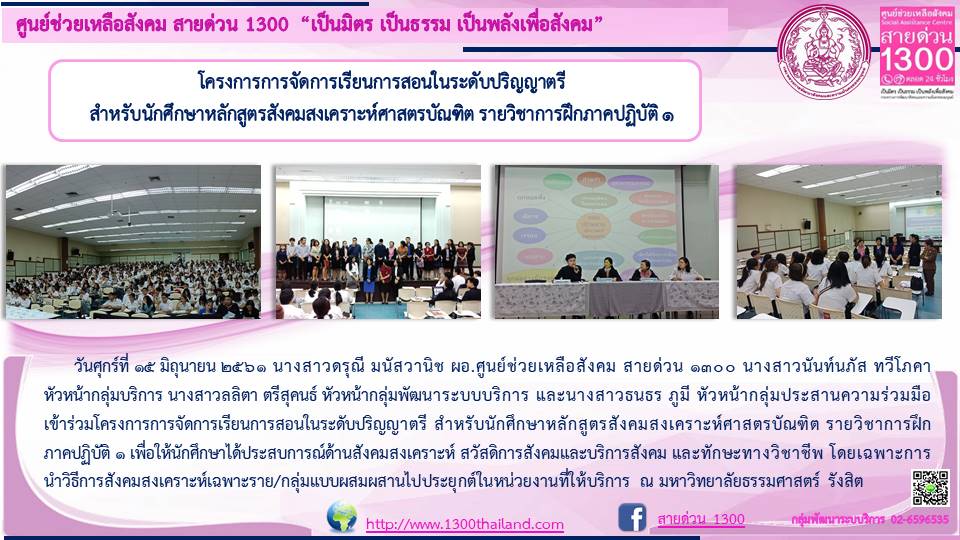 ศูนย์ช่วยเหลือสังคม สายด่วน 1300 “เป็นมิตร เป็นธรรม เป็นพลังเพื่อสังคม”
ศูนย์ช่วยเหลือสังคม
Social Assistance Centre
สายด่วน
1300
ตลอด 24 ชั่วโมง
เป็นมิตร เป็นธรรม เป็นพลังเพื่อสังคม
โครงการการจัดการเรียนการสอนในระดับปริญญาตรี
สำหรับนักศึกษาหลักสูตรสังคมสงเคราะห์ศาสตรบัณฑิต รายวิชาการฝึกภาคปฏิบัติ ๑
วันศุกร์ที่ ๑๕ มิถุนายน ๒๕๖๑ นางสาวดรุณี มนัสวานิช ผอ.ศูนย์ช่วยเหลือสังคม สายด่วน ๑๓๐๐ นางสาวนันท์นภัส ทวีโภคา
หัวหน้ากลุ่มบริการ นางสาวลลิตา ตรีสุคนธ์ หัวหน้ากลุ่มพัฒนาระบบบริการ และนางสาวธนธร ภูมี หัวหน้ากลุ่มประสานความร่วมมือ
เข้าร่วมโครงการการจัดการเรียนการสอนในระดับปริญญาตรี สำหรับนักศึกษาหลักสูตรสังคมสงเคราะห์ศาสตรบัณฑิต รายวิชาการฝึก
ภาคปฏิบัติ ๑ เพื่อให้นักศึกษาได้ประสบการณ์ด้านสังคมสงเคราะห์ สวัสดิการสังคมและบริการสังคม และทักษะทางวิชาชีพ โดยเฉพาะการ
นำวิธีการสังคมสงเคราะห์เฉพาะราย/กลุ่มแบบผสมผสานไปประยุกต์ในหน่วยงานที่ให้บริการ ณ มหาวิทยาลัยธรรมศาสตร์ รังสิต
http://www.1300thailand.com
สายด่วน 1300
กลุ่มพัฒนาระบบบริการ 02-6596535